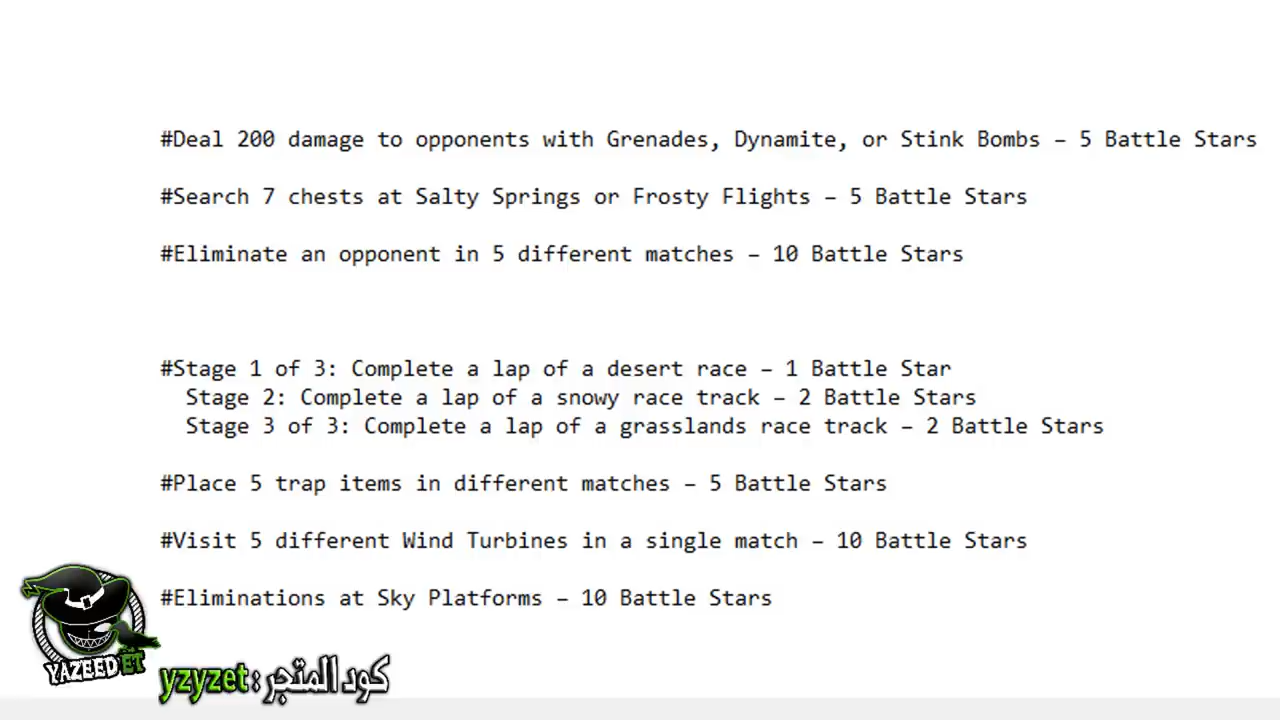 #Deal 200 damage to opponents with Grenades, Dynamite, or Stink Bombs – 5 Battle Stars
#Search 7 chests at Salty Springs or Frosty Flights – 5 Battle Stars
#Eliminate an opponent in 5 different matches – 10 Battle Stars
#Stage 1 of 3: Complete a lap of a desert race – 1 Battle Star
Stage 2: Complete a lap of a snowy race track – 2 Battle Stars
Stage 3 of 3: Complete a lap of a grasslands race track – 2 Battle Stars
#Place 5 trap items in different matches – 5 Battle Stars
#Visit 5 different Wind Turbines in a single match – 10 Battle Stars
#Eliminations at Sky Platforms – 10 Battle Stars
YAZEED ET
كود المتجر : yzyzet